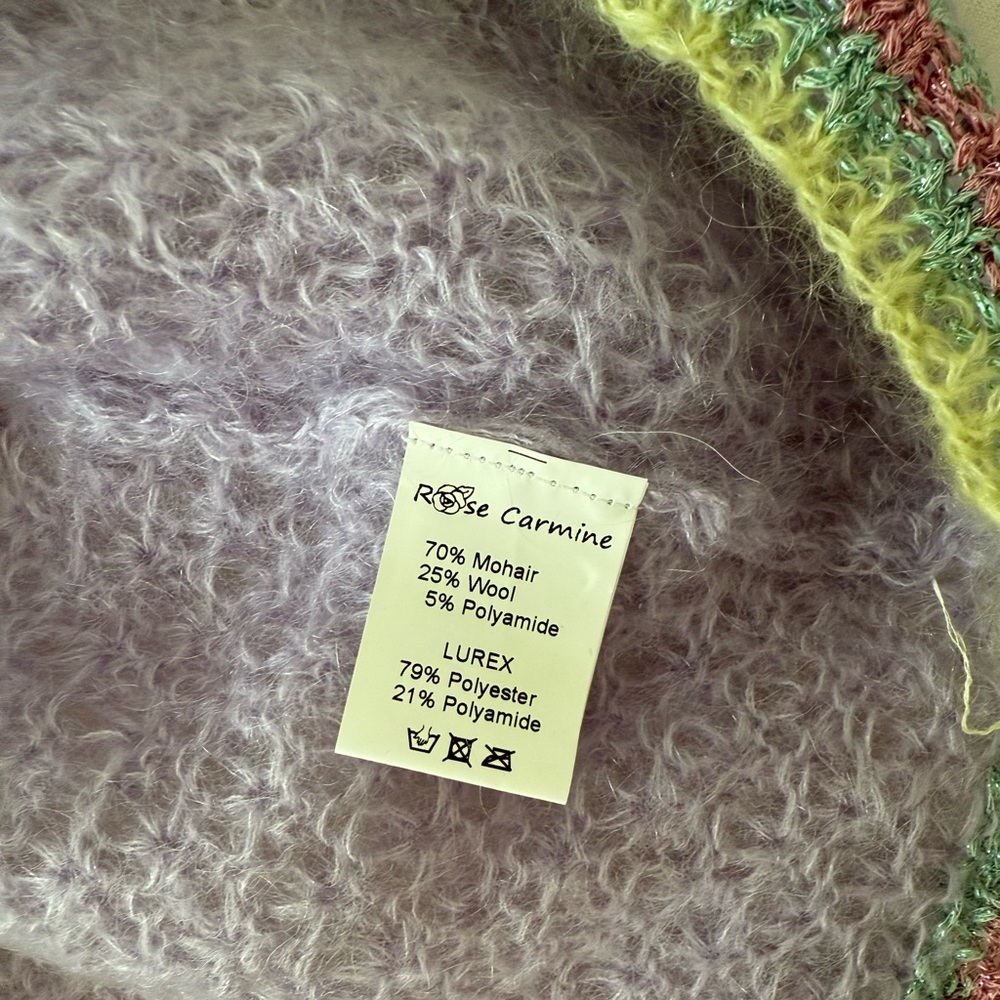 Rose Carmine
70% Mohair
25% Wool
5% Polyamide
LUREX
79% Polyester
21% Polyamide